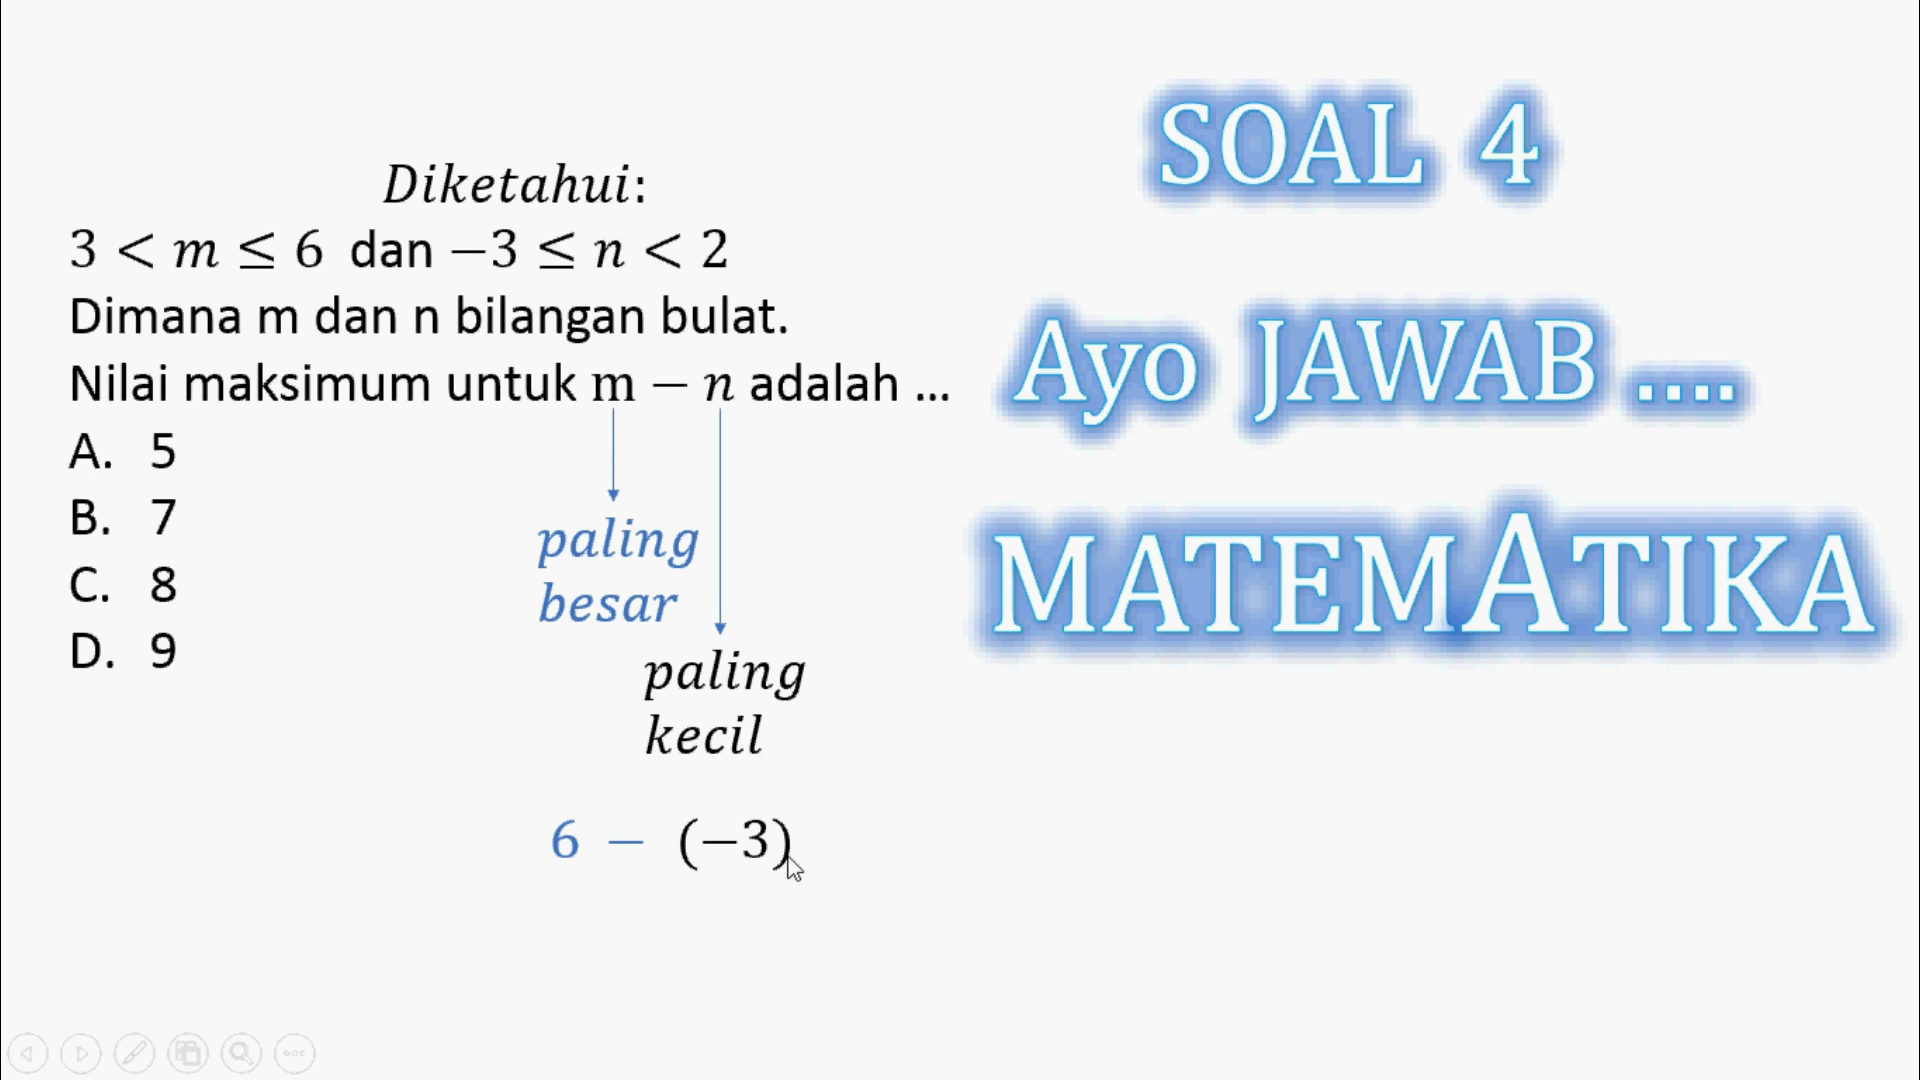 Diketahui:
3 < m ≤ 6 dan −3 ≤ n < 2
Dimana m dan n bilangan bulat.
Nilai maksimum untuk m − n adalah ...
A. 5
B. 7
C. 8
D. 9
paling
besar
paling
kecil
6 − (−3)
SOAL 4
Ayo JAWAB ....
MATEMATIKA